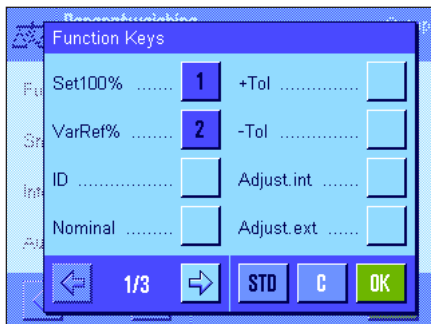 Function Keys
Set100% ....... 1
VarRef% ....... 2
ID .................
Nominal ........
+Tol ..............
-Tol ...............
Adjust.int ......
Adjust.ext ......
1/3
STD
C
OK